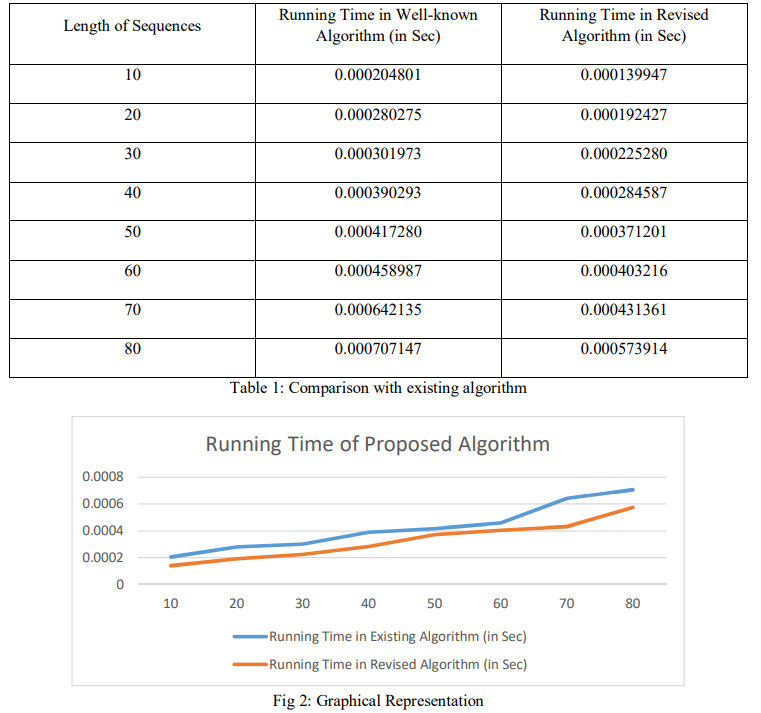 Length of Sequences
Running Time in Well-known
Algorithm (in Sec)
Running Time in Revised
Algorithm (in Sec)
10 0.000204801 0.000139947
20 0.000280275 0.000192427
30 0.000301973 0.000225280
40 0.000390293 0.000284587
50 0.000417280 0.000371201
60 0.000458987 0.000403216
70 0.000642135 0.000431361
80 0.000707147 0.000573914
Table 1: Comparison with existing algorithm
Running Time of Proposed Algorithm
0.0008
0.0006
0.0004
0.0002
0
10 20 30 40 50 60 70 80
Running Time in Existing Algorithm (in Sec)
Running Time in Revised Algorithm (in Sec)
Fig 2: Graphical Representation